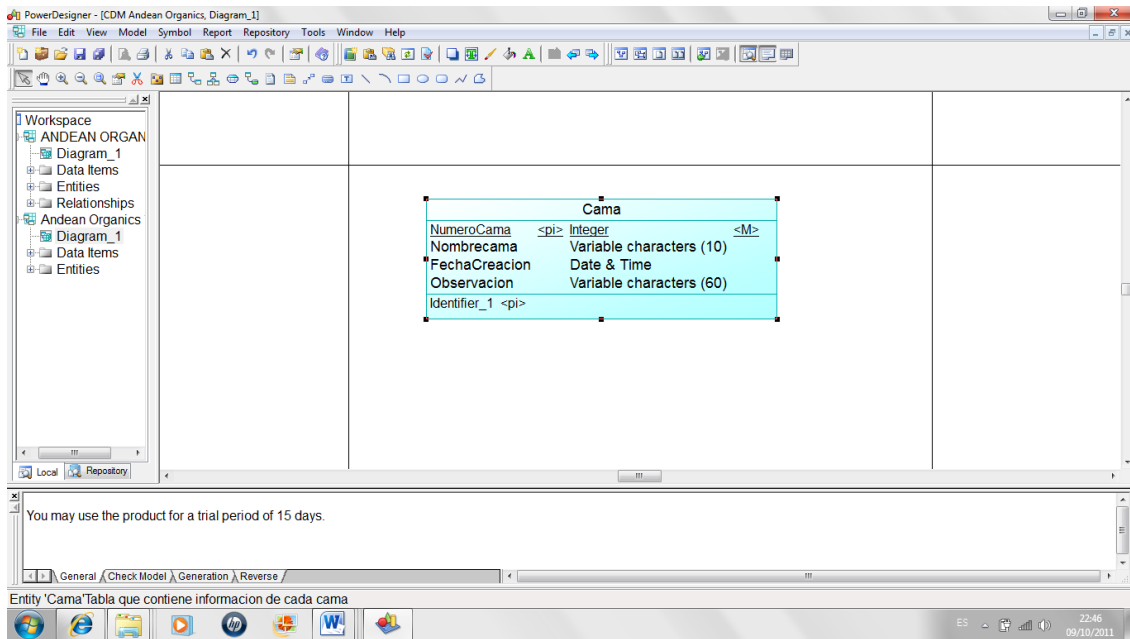 PowerDesigner - [CDM Andean Organics, Diagram_1]
File Edit View Model Symbol Report Repository Tools Window Help
Workspace
ANDEAN ORGAN
Diagram_1
Data Items
Entities
Relationships
Andean Organics
Diagram_1
Data Items
Entities
Local Repository
Cama
NumeroCama <pi> Integer <M>
Nombrecama Variable characters (10)
FechaCreacion Date & Time
Observacion Variable characters (60)
Identifier_1 <pi>
You may use the product for a trial period of 15 days.
General Check Model Generation Reverse
Entity 'Cama'Tabla que contiene informacion de cada cama
ES 22:46
09/10/2011